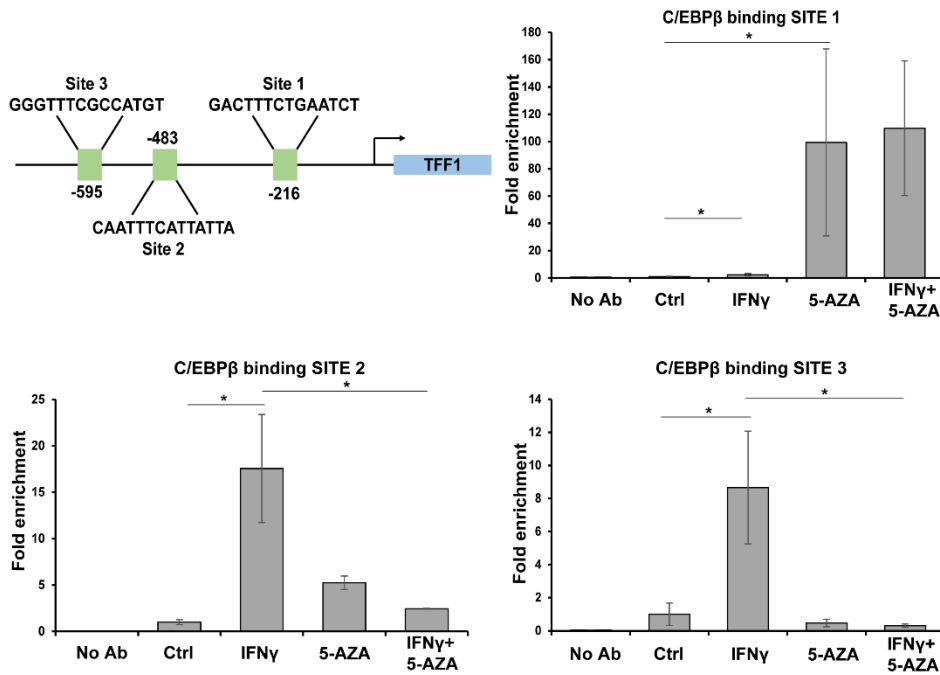 Site 3
GGGTTTCGCCATGT
Site 1
GACTTTCTGAATCT
-483
-595
-216
TFF1
CAATTTCATTATTA
Site 2
C/EBPβ binding SITE 1
Fold enrichment
180
160
140
120
100
80
60
40
20
0
*
*
No Ab
Ctrl
IFNγ
5-AZA
IFNγ+
5-AZA
C/EBPβ binding SITE 2
Fold enrichment
25
20
15
10
5
0
*
*
No Ab
Ctrl
IFNγ
5-AZA
IFNγ+
5-AZA
C/EBPβ binding SITE 3
Fold enrichment
14
12
10
8
6
4
2
0
*
*
No Ab
Ctrl
IFNγ
5-AZA
IFNγ+
5-AZA